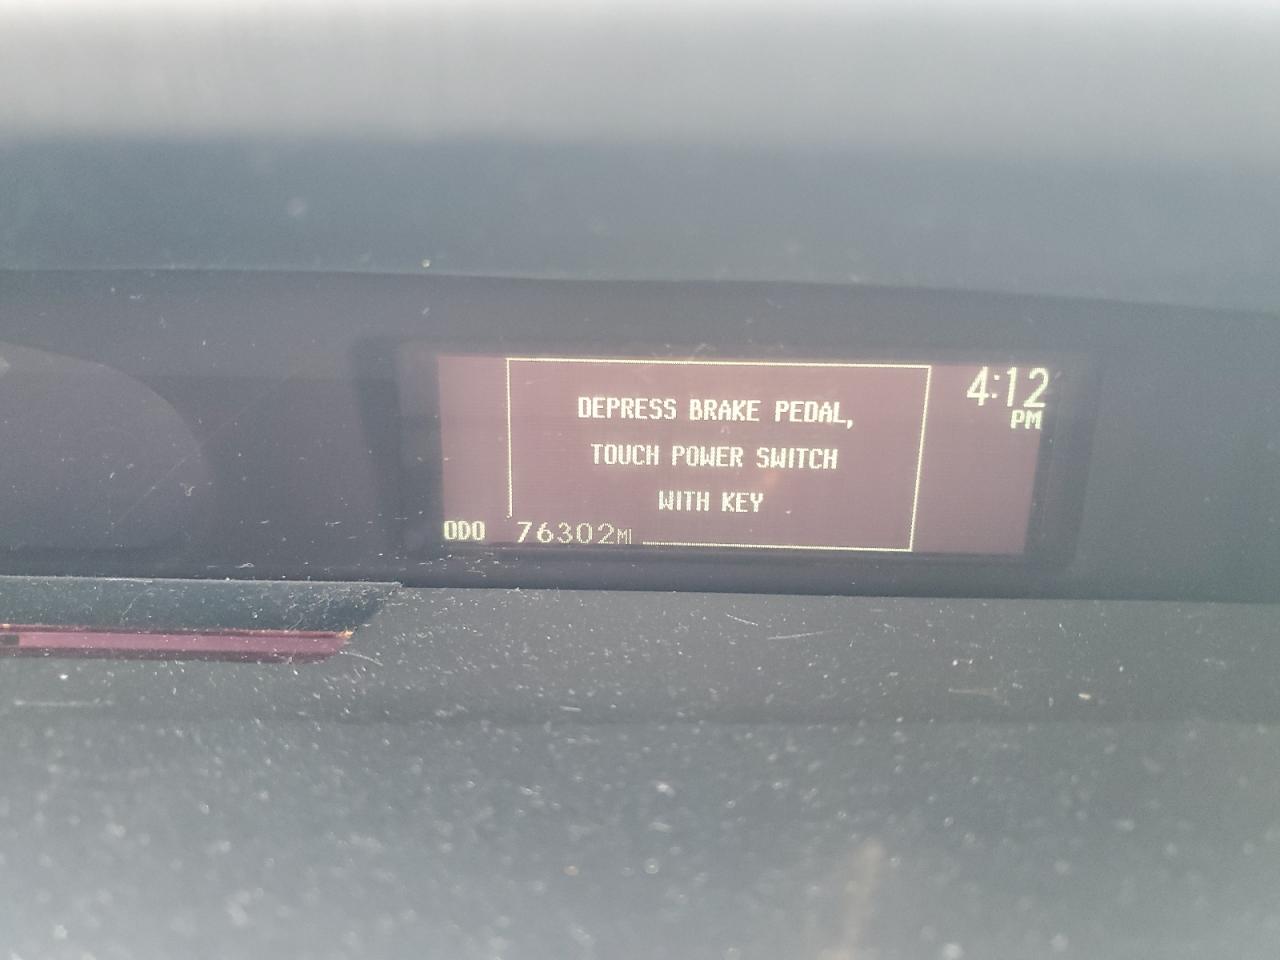 4:12
PM
DEPRESS BRAKE PEDAL,
TOUCH POWER SWITCH
WITH KEY
ODO 76302MI